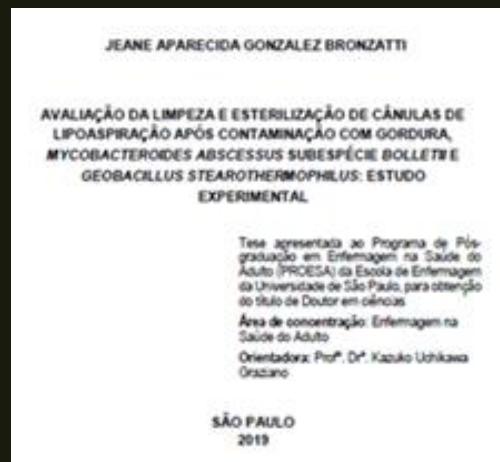 JEANE APARECIDA GONZALEZ BRONZATTI
AVALIAÇÃO DA LIMPEZA E ESTERILIZAÇÃO DE CÂNULAS DE
LIPOASPIRAÇÃO APÓS CONTAMINAÇÃO COM GORDURA,
MYCOBACTEROIDES ABSCESSUS SUBESPÉCIE BOLLETII E
GEOBACILLUS STEAROTHERMOPHILUS: ESTUDO
EXPERIMENTAL
Tese apresentada ao Programa de Pós-
graduação em Enfermagem na Saúde do
Adulto (PROESA) da Escola de Enfermagem
da Universidade de São Paulo, para obtenção
do título de Doutor em ciências
Área de concentração: Enfermagem na
Saúde do Adulto
Orientadora: Profª. Drª. Kazuko Uchikawa
Graziano
SÃO PAULO
2019